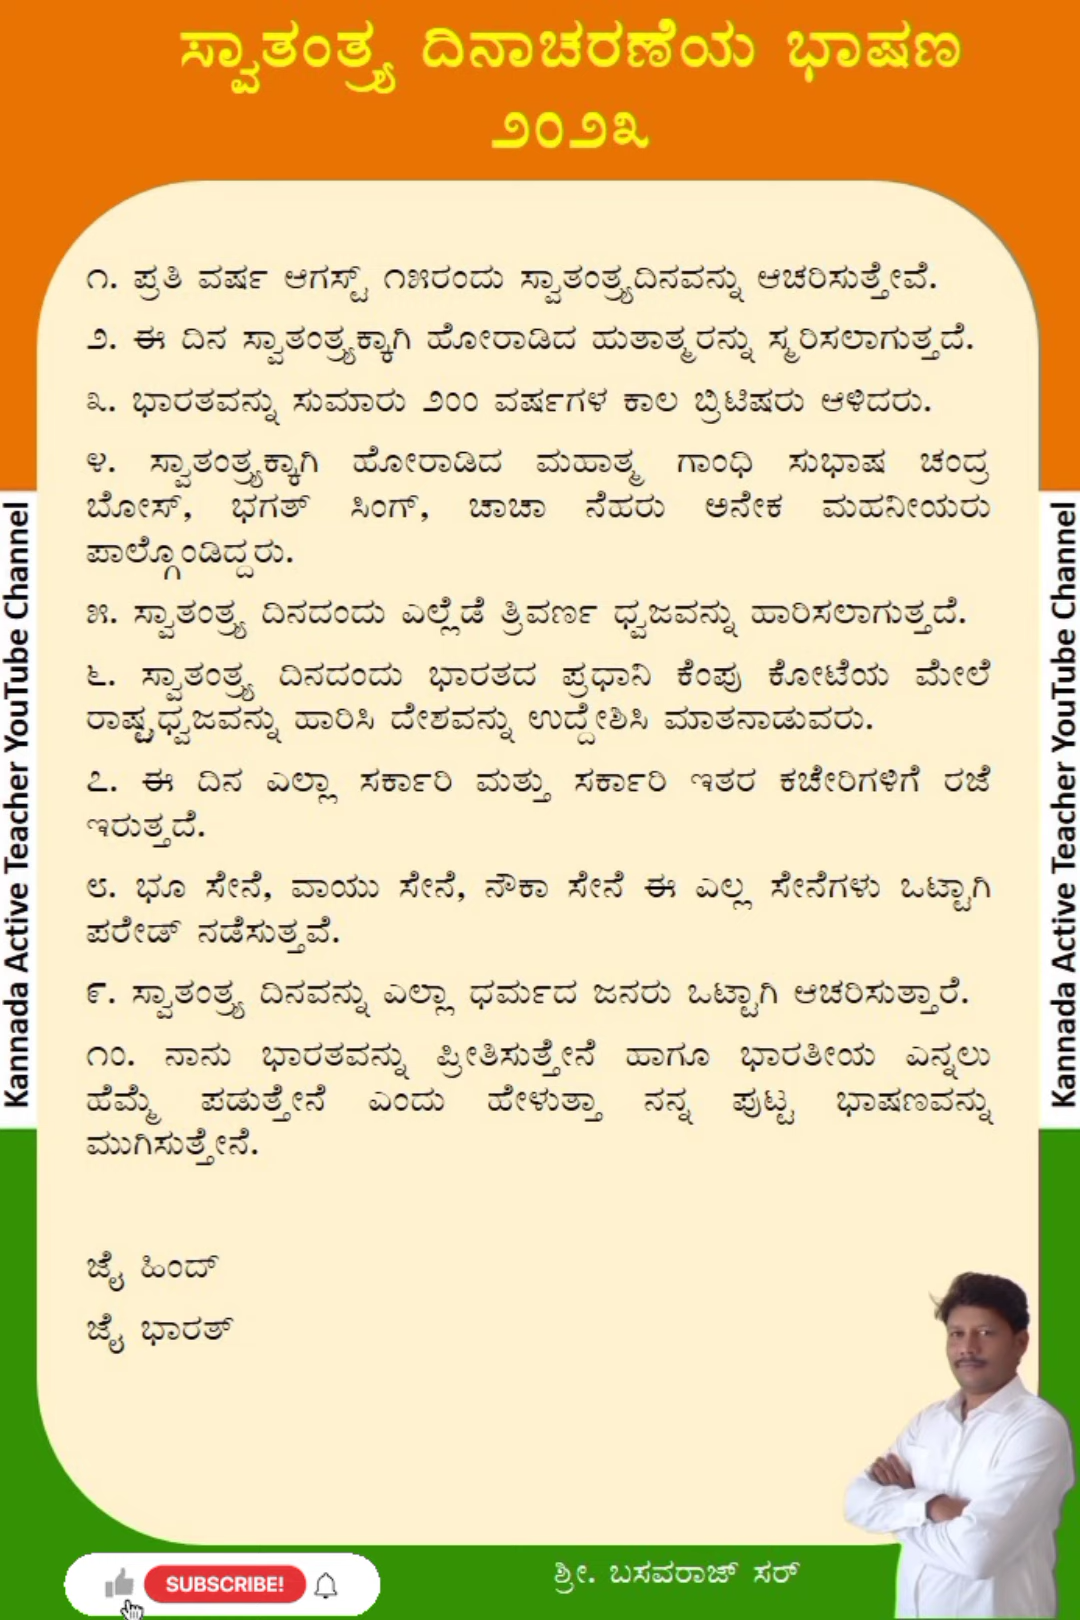 ಸ್ವಾತಂತ್ರ್ಯ ದಿನಾಚರಣೆಯ ಭಾಷಣ
೨೦೨೩
೧. ಪ್ರತಿ ವರ್ಷ ಆಗಸ್ಟ್ ೧೫ರಂದು ಸ್ವಾತಂತ್ರ್ಯದಿನವನ್ನು ಆಚರಿಸುತ್ತೇವೆ.
೨. ಈ ದಿನ ಸ್ವಾತಂತ್ರ್ಯಕ್ಕಾಗಿ ಹೋರಾಡಿದ ಹುತಾತ್ಮರನ್ನು ಸ್ಮರಿಸಲಾಗುತ್ತದೆ.
೩. ಭಾರತವನ್ನು ಸುಮಾರು ೨೦೦ ವರ್ಷಗಳ ಕಾಲ ಬ್ರಿಟಿಷರು ಆಳಿದರು.
೪. ಸ್ವಾತಂತ್ರ್ಯಕ್ಕಾಗಿ ಹೋರಾಡಿದ ಮಹಾತ್ಮ ಗಾಂಧಿ ಸುಭಾಷ ಚಂದ್ರ
ಬೋಸ್, ಭಗತ್ ಸಿಂಗ್, ಚಾಚಾ ನೆಹರು ಅನೇಕ ಮಹನೀಯರು
ಪಾಲ್ಗೊಂಡಿದ್ದರು.
೫. ಸ್ವಾತಂತ್ರ್ಯ ದಿನದಂದು ಎಲ್ಲೆಡೆ ತ್ರಿವರ್ಣ ಧ್ವಜವನ್ನು ಹಾರಿಸಲಾಗುತ್ತದೆ.
೬. ಸ್ವಾತಂತ್ರ್ಯ ದಿನದಂದು ಭಾರತದ ಪ್ರಧಾನಿ ಕೆಂಪು ಕೋಟೆಯ ಮೇಲೆ
ರಾಷ್ಟ್ರಧ್ವಜವನ್ನು ಹಾರಿಸಿ ದೇಶವನ್ನು ಉದ್ದೇಶಿಸಿ ಮಾತನಾಡುವರು.
೭. ಈ ದಿನ ಎಲ್ಲಾ ಸರ್ಕಾರಿ ಮತ್ತು ಸರ್ಕಾರಿ ಇತರ ಕಚೇರಿಗಳಿಗೆ ರಜೆ
ಇರುತ್ತದೆ.
೮. ಭೂ ಸೇನೆ, ವಾಯು ಸೇನೆ, ನೌಕಾ ಸೇನೆ ಈ ಎಲ್ಲ ಸೇನೆಗಳು ಒಟ್ಟಾಗಿ
ಪರೇಡ್ ನಡೆಸುತ್ತವೆ.
೯. ಸ್ವಾತಂತ್ರ್ಯ ದಿನವನ್ನು ಎಲ್ಲಾ ಧರ್ಮದ ಜನರು ಒಟ್ಟಾಗಿ ಆಚರಿಸುತ್ತಾರೆ.
೧೦. ನಾನು ಭಾರತವನ್ನು ಪ್ರೀತಿಸುತ್ತೇನೆ ಹಾಗೂ ಭಾರತೀಯ ಎನ್ನಲು
ಹೆಮ್ಮೆ ಪಡುತ್ತೇನೆ ಎಂದು ಹೇಳುತ್ತಾ ನನ್ನ ಪುಟ್ಟ ಭಾಷಣವನ್ನು
ಮುಗಿಸುತ್ತೇನೆ.
ಜೈ ಹಿಂದ್
ಜೈ ಭಾರತ್
Kannada Active Teacher YouTube Channel
Kannada Active Teacher YouTube Channel
SUBSCRIBE!
ಶ್ರೀ. ಬಸವರಾಜ್ ಸರ್